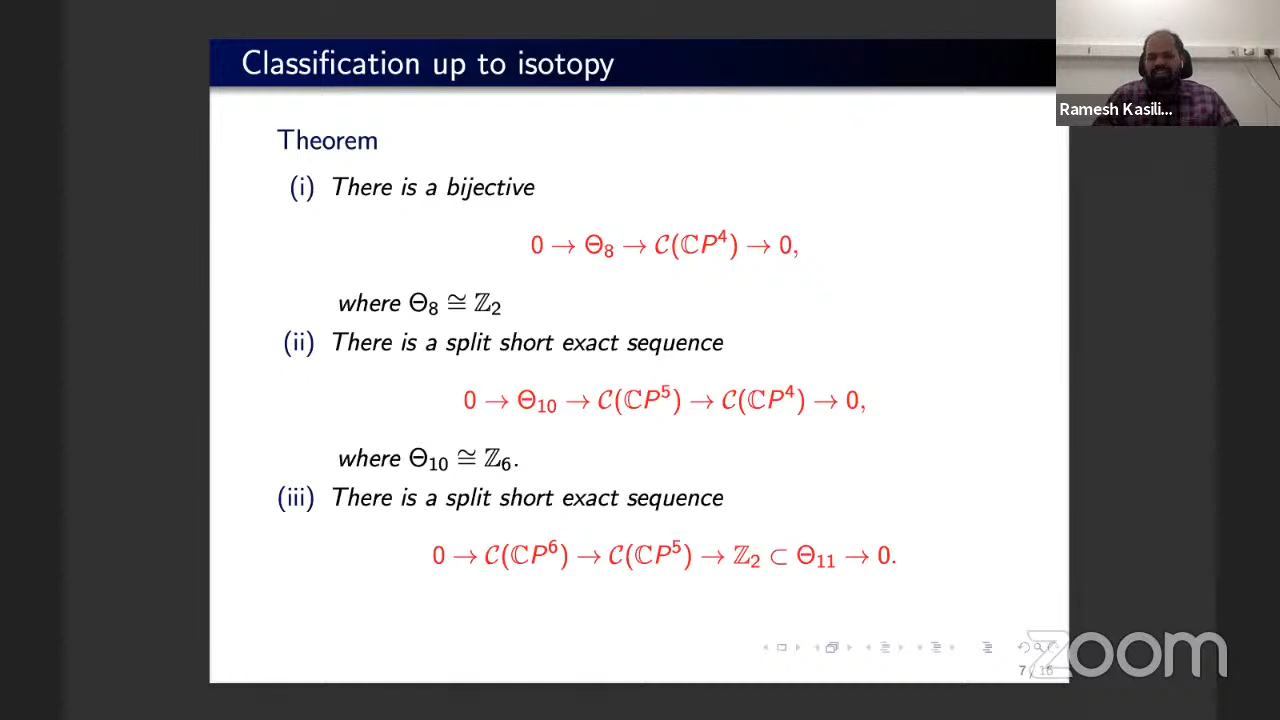 Classification up to isotopy
Ramesh Kasili...
Theorem
(i) There is a bijective
0 → Θ₈ → 𝒞(ℂP⁴) → 0,
where Θ₈ ≅ ℤ₂
(ii) There is a split short exact sequence
0 → Θ₁₀ → 𝒞(ℂP⁵) → 𝒞(ℂP⁴) → 0,
where Θ₁₀ ≅ ℤ₆.
(iii) There is a split short exact sequence
0 → 𝒞(ℂP⁶) → 𝒞(ℂP⁵) → ℤ₂ ⊂ Θ₁₁ → 0.
zoom